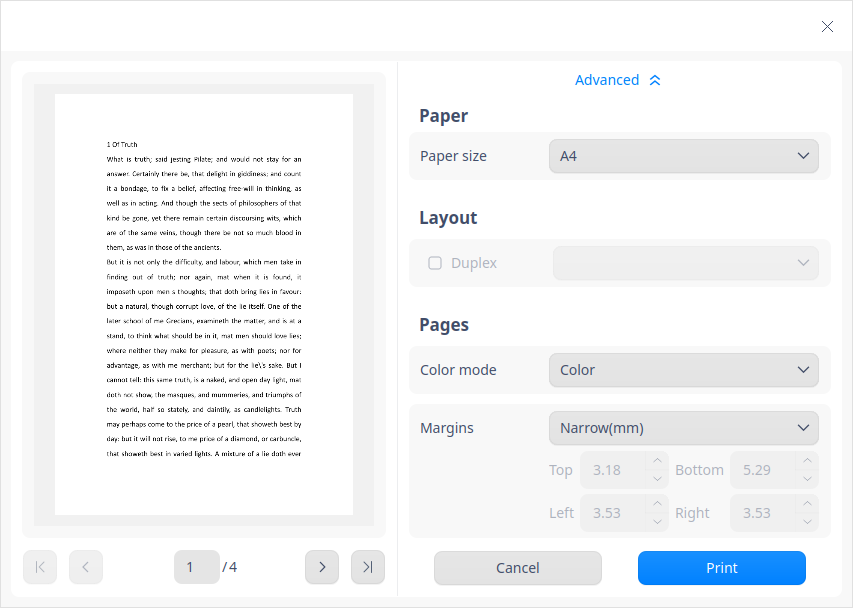 Advanced
1 Of Truth
What is truth; said jesting Pilate; and would not stay for an
answer. Certainly there be, that delight in giddiness; and count
it a bondage, to fix a belief, affecting free-will in thinking, as
well as in acting. And though the sects of philosophers of that
kind be gone, yet there remain certain discoursing wits, which
are of the same veins, though there be not so much blood in
them, as was in those of the ancients.
But it is not only the difficulty, and labour, which men take in
finding out of truth; nor again, mat when it is found, it
imposeth upon men s thoughts; that doth bring lies in favour:
but a natural, though corrupt love, of the lie itself. One of the
later school of me Grecians, examineth the matter, and is at a
stand, to think what should be in it, mat men should love lies;
where neither they make for pleasure, as with poets; nor for
advantage, as with me merchant; but for the lie\'s sake. But I
cannot tell: this same truth, is a naked, and open day light, mat
doth not show, the masques, and mummeries, and triumphs of
the world, half so stately, and daintily, as candlelights. Truth
may perhaps come to the price of a pearl, that showeth best by
day: but it will not rise, to me price of a diamond, or carbuncle,
that showeth best in varied lights. A mixture of a lie doth ever
1 / 4
Paper
Paper size A4
Layout
Duplex
Pages
Color mode Color
Margins Narrow(mm)
Top 3.18 Bottom 5.29
Left 3.53 Right 3.53
Cancel Print